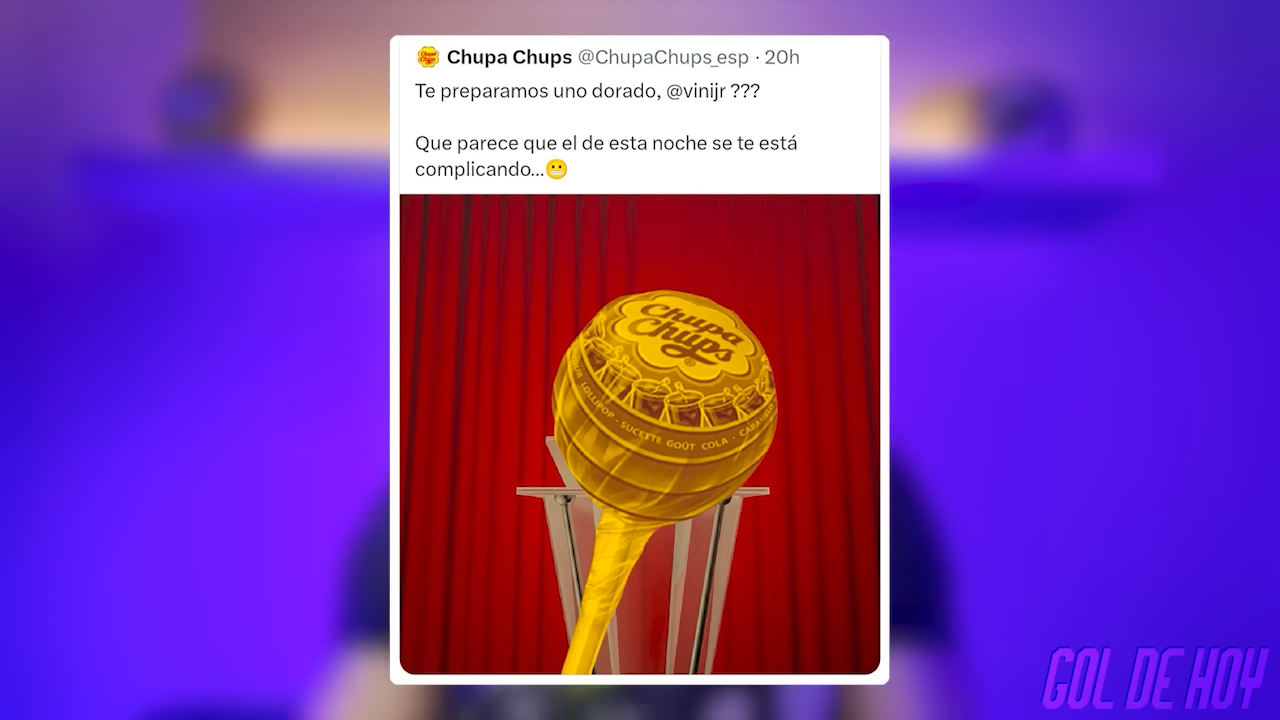 Chupa Chups @ChupaChups_esp · 20h
Te preparamos uno dorado, @vinijr ???
Que parece que el de esta noche se te está
complicando...😬
Chupa
Chups
LOLLIPOP · SUCETTE GOÛT COLA ·
GOL DE HOY